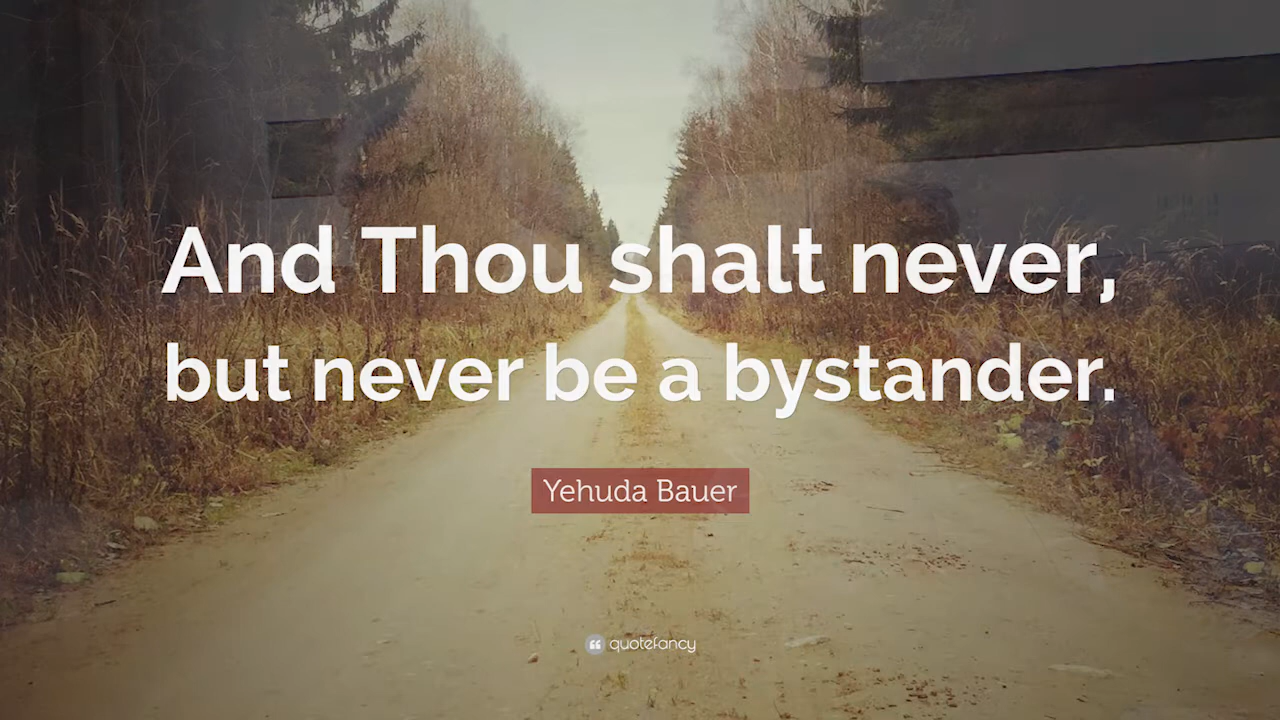 And Thou shalt never,
but never be a bystander.
Yehuda Bauer
quotefancy